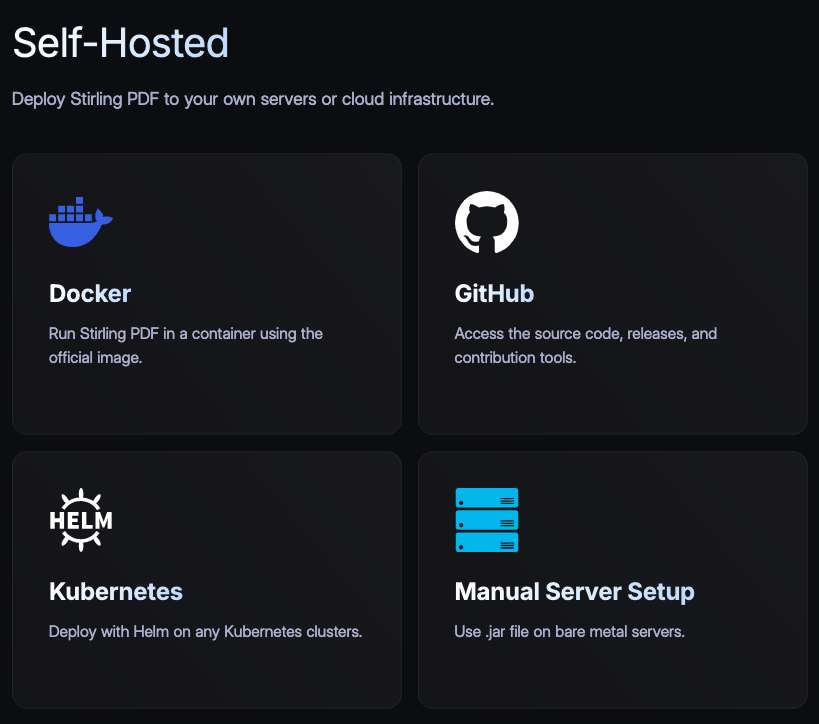 Self-Hosted
Deploy Stirling PDF to your own servers or cloud infrastructure.
Docker
Run Stirling PDF in a container using the
official image.
GitHub
Access the source code, releases, and
contribution tools.
HELM
Kubernetes
Deploy with Helm on any Kubernetes clusters.
Manual Server Setup
Use .jar file on bare metal servers.